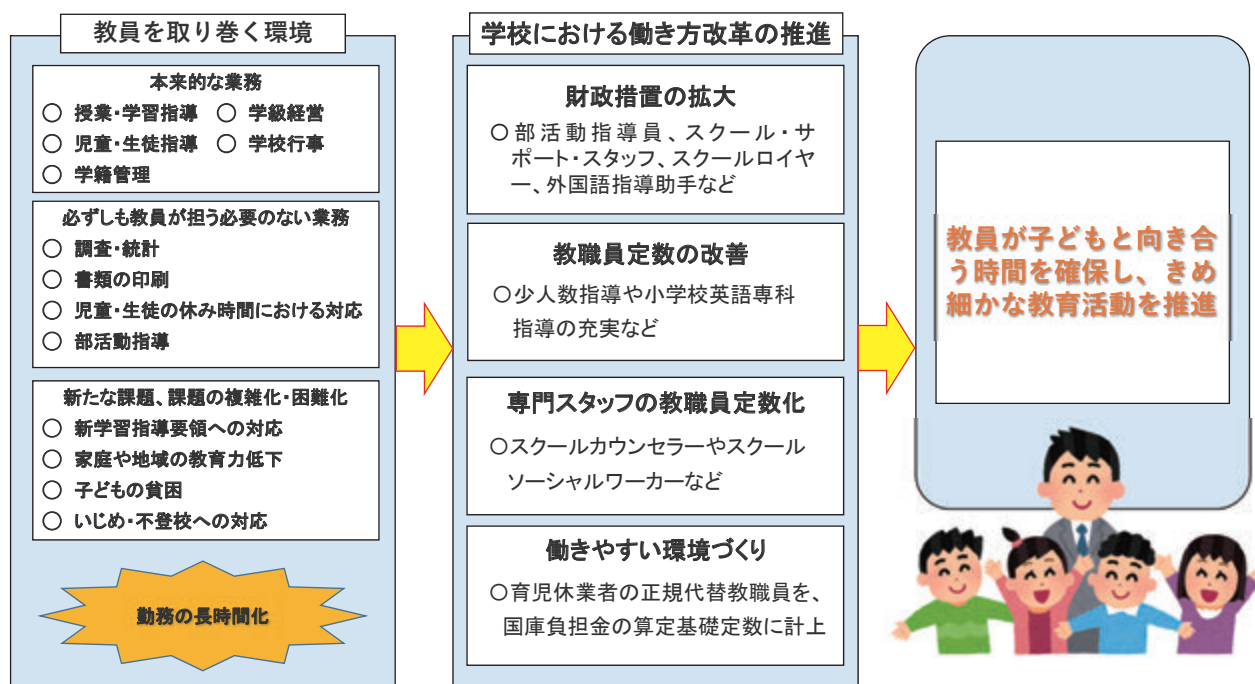 教員を取り巻く環境
本来的な業務
○ 授業・学習指導 ○ 学級経営
○ 児童・生徒指導 ○ 学校行事
○ 学籍管理
必ずしも教員が担う必要のない業務
○ 調査・統計
○ 書類の印刷
○ 児童・生徒の休み時間における対応
○ 部活動指導
新たな課題、課題の複雑化・困難化
○ 新学習指導要領への対応
○ 家庭や地域の教育力低下
○ 子どもの貧困
○ いじめ・不登校への対応
勤務の長時間化
学校における働き方改革の推進
財政措置の拡大
○部活動指導員、スクール・サ
ポート・スタッフ、スクールロイヤ
ー、外国語指導助手など
教職員定数の改善
○少人数指導や小学校英語専科
指導の充実など
専門スタッフの教職員定数化
○スクールカウンセラーやスクール
ソーシャルワーカーなど
働きやすい環境づくり
○育児休業者の正規代替教職員を、
国庫負担金の算定基礎定数に計上
教員が子どもと向き合
う時間を確保し、きめ
細かな教育活動を推進